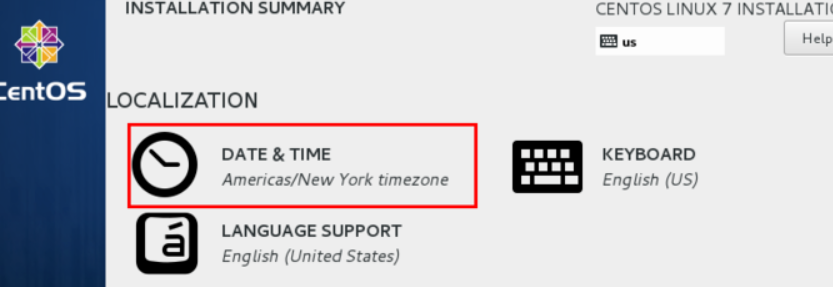 INSTALLATION SUMMARY
CENTOS LINUX 7 INSTALLATIO
us
Help
CentOS
LOCALIZATION
DATE & TIME
Americas/New York timezone
KEYBOARD
English (US)
á
LANGUAGE SUPPORT
English (United States)